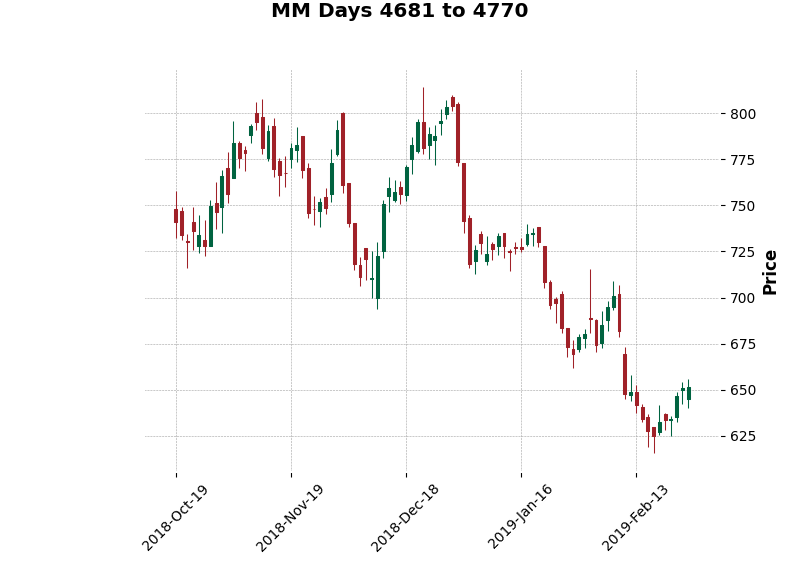 MM Days 4681 to 4770
800
775
750
725
700
675
650
625
Price
2018-Oct-19
2018-Nov-19
2018-Dec-18
2019-Jan-16
2019-Feb-13